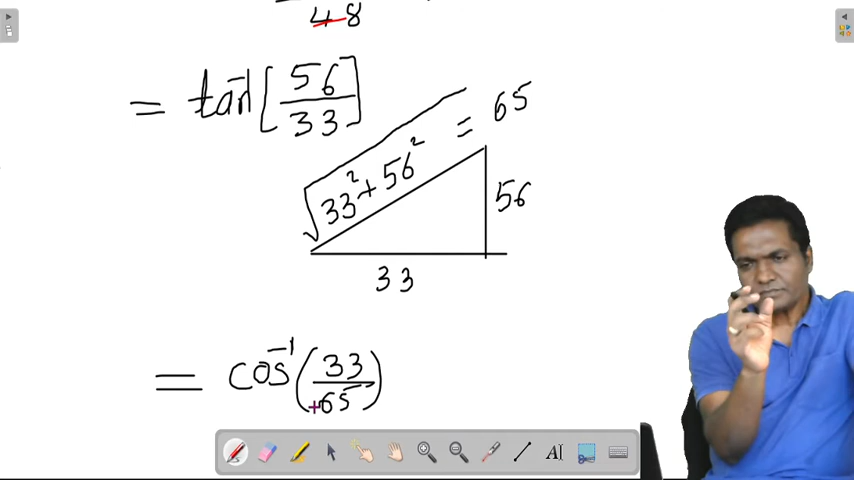 48
= tan⁻¹[56/33]
√33² + 56² = 65
56
33
= cos⁻¹(33/65)
A